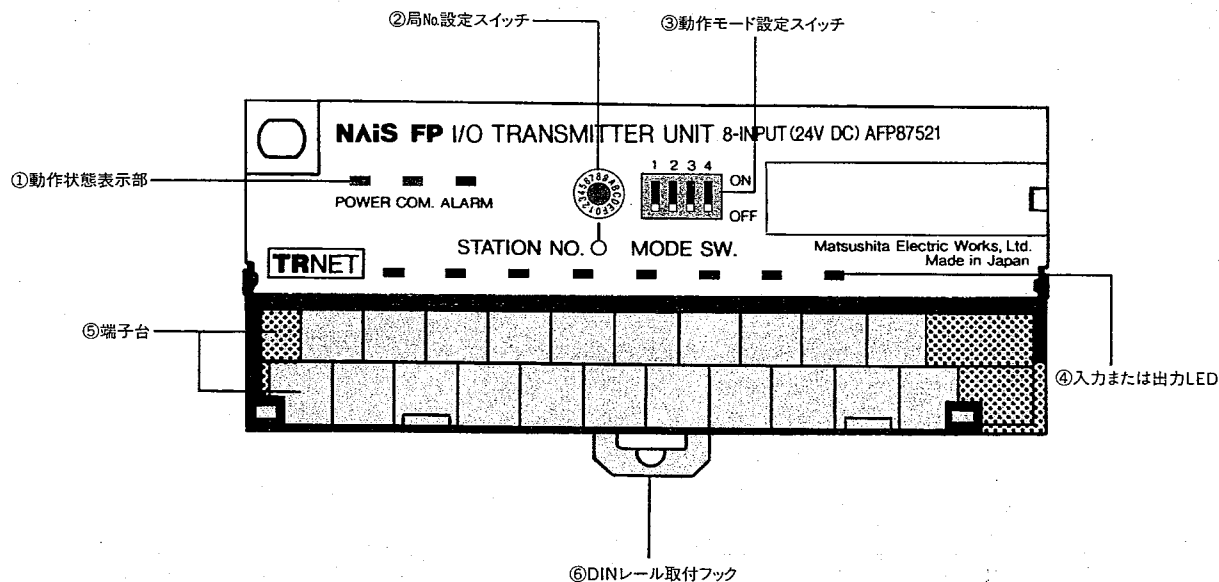 ②局No.設定スイッチ
③動作モード設定スイッチ
NAiS FP I/O TRANSMITTER UNIT 8-INPUT (24V DC) AFP87521
①動作状態表示部
1 2 3 4
ON
OFF
0123456789ABCDEF
POWER COM. ALARM
STATION NO. MODE SW.
Matsushita Electric Works, Ltd.
Made in Japan
TRNET
⑤端子台
④入力または出力LED
⑥DINレール取付フック